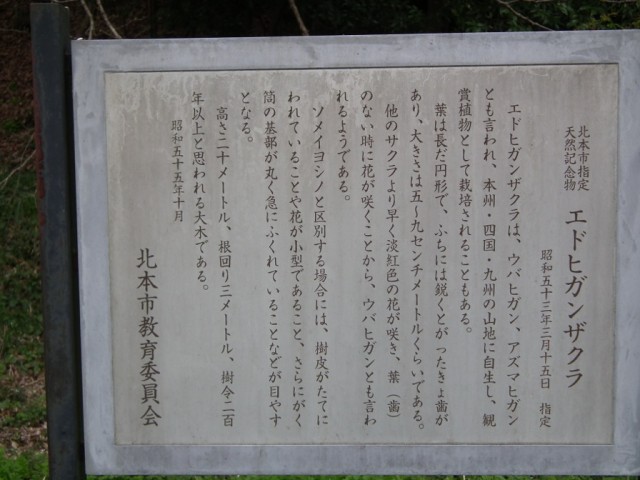 北本市指定
天然記念物
エドヒガンザクラ
昭和五十三年三月十五日　指定
エドヒガンザクラは、ウバヒガン、アズマヒガン
とも言われ、本州・四国・九州の山地に自生し、観
賞植物として栽培されることもある。
葉は長だ円形で、ふちには鋭くとがったきょ歯が
あり、大きさは五〜九センチメートルくらいである。
他のサクラより早く淡紅色の花が咲き、葉（歯）
のない時に花が咲くことから、ウバヒガンとも言わ
れるようである。
ソメイヨシノと区別する場合には、樹皮がたてに
われていることや花が小型であること、さらにがく
筒の基部が丸く急にふくれていることなどが目やす
となる。
高さ二十メートル、根回り三メートル、樹令二百
年以上と思われる大木である。
昭和五十五年十月
北本市教育委員会